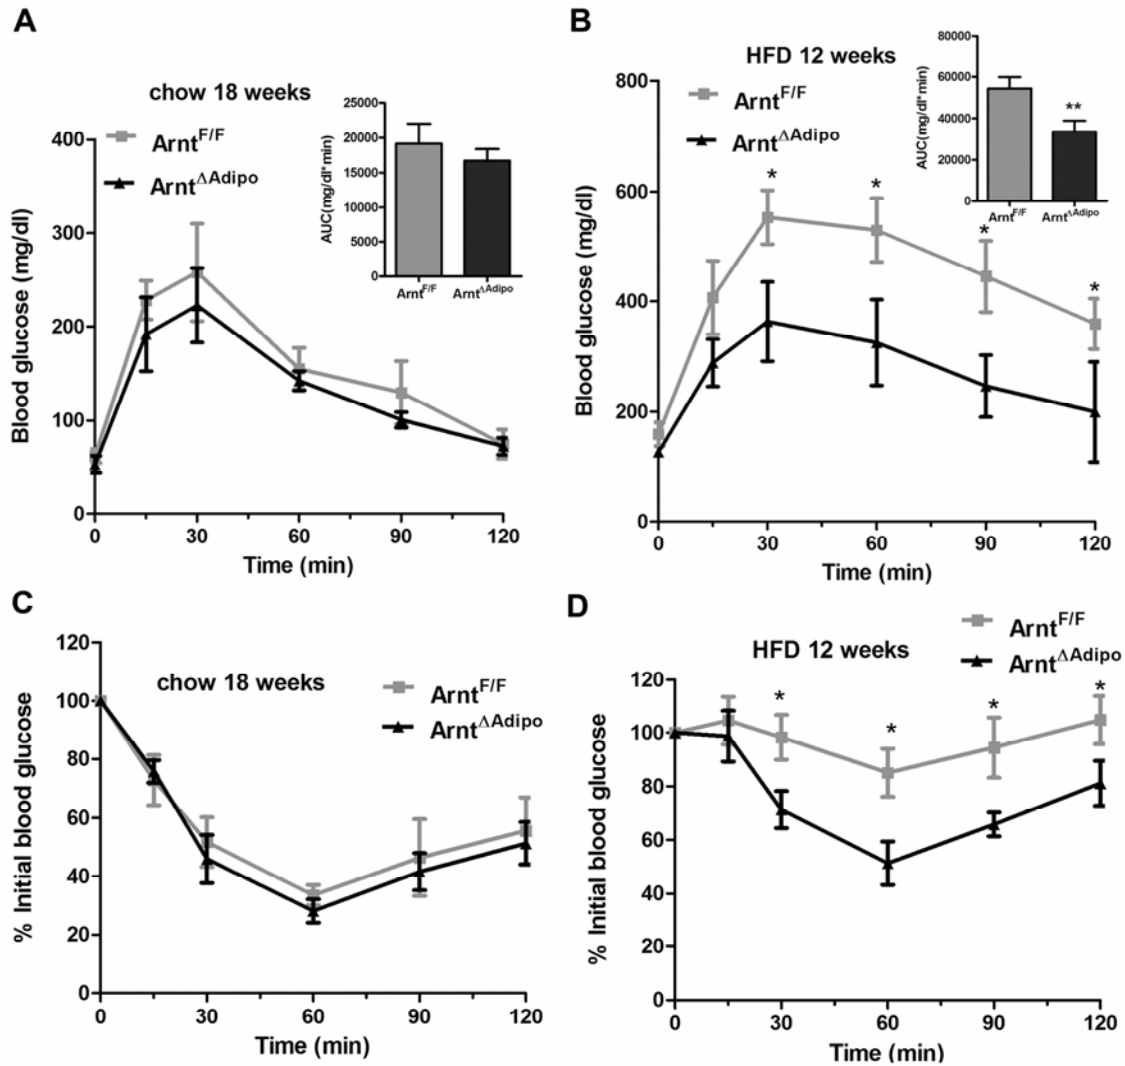 A
chow 18 weeks
Arnt^F/F
Arnt^ΔAdipo
Blood glucose (mg/dl)
400
300
200
100
0
0 30 60 90 120
Time (min)
AUC(mg/dl*min)
25000
20000
15000
10000
5000
0
Arnt^F/F Arnt^ΔAdipo
B
HFD 12 weeks
Arnt^F/F
Arnt^ΔAdipo
Blood glucose (mg/dl)
800
600
400
200
0
* * * *
0 30 60 90 120
Time (min)
AUC(mg/dl*min)
80000
60000
40000
20000
0
**
Arnt^F/F Arnt^ΔAdipo
C
chow 18 weeks
Arnt^F/F
Arnt^ΔAdipo
% Initial blood glucose
120
100
80
60
40
20
0
0 30 60 90 120
Time (min)
D
HFD 12 weeks
Arnt^F/F
Arnt^ΔAdipo
% Initial blood glucose
120
100
80
60
40
20
0
* * * *
0 30 60 90 120
Time (min)